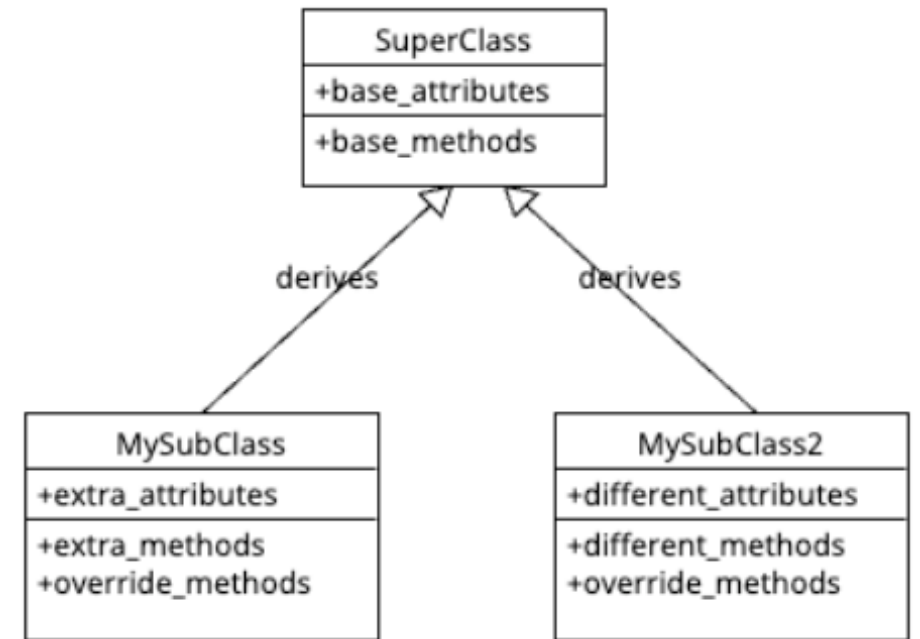 SuperClass
+base_attributes
+base_methods
derives
derives
MySubClass
+extra_attributes
+extra_methods
+override_methods
MySubClass2
+different_attributes
+different_methods
+override_methods